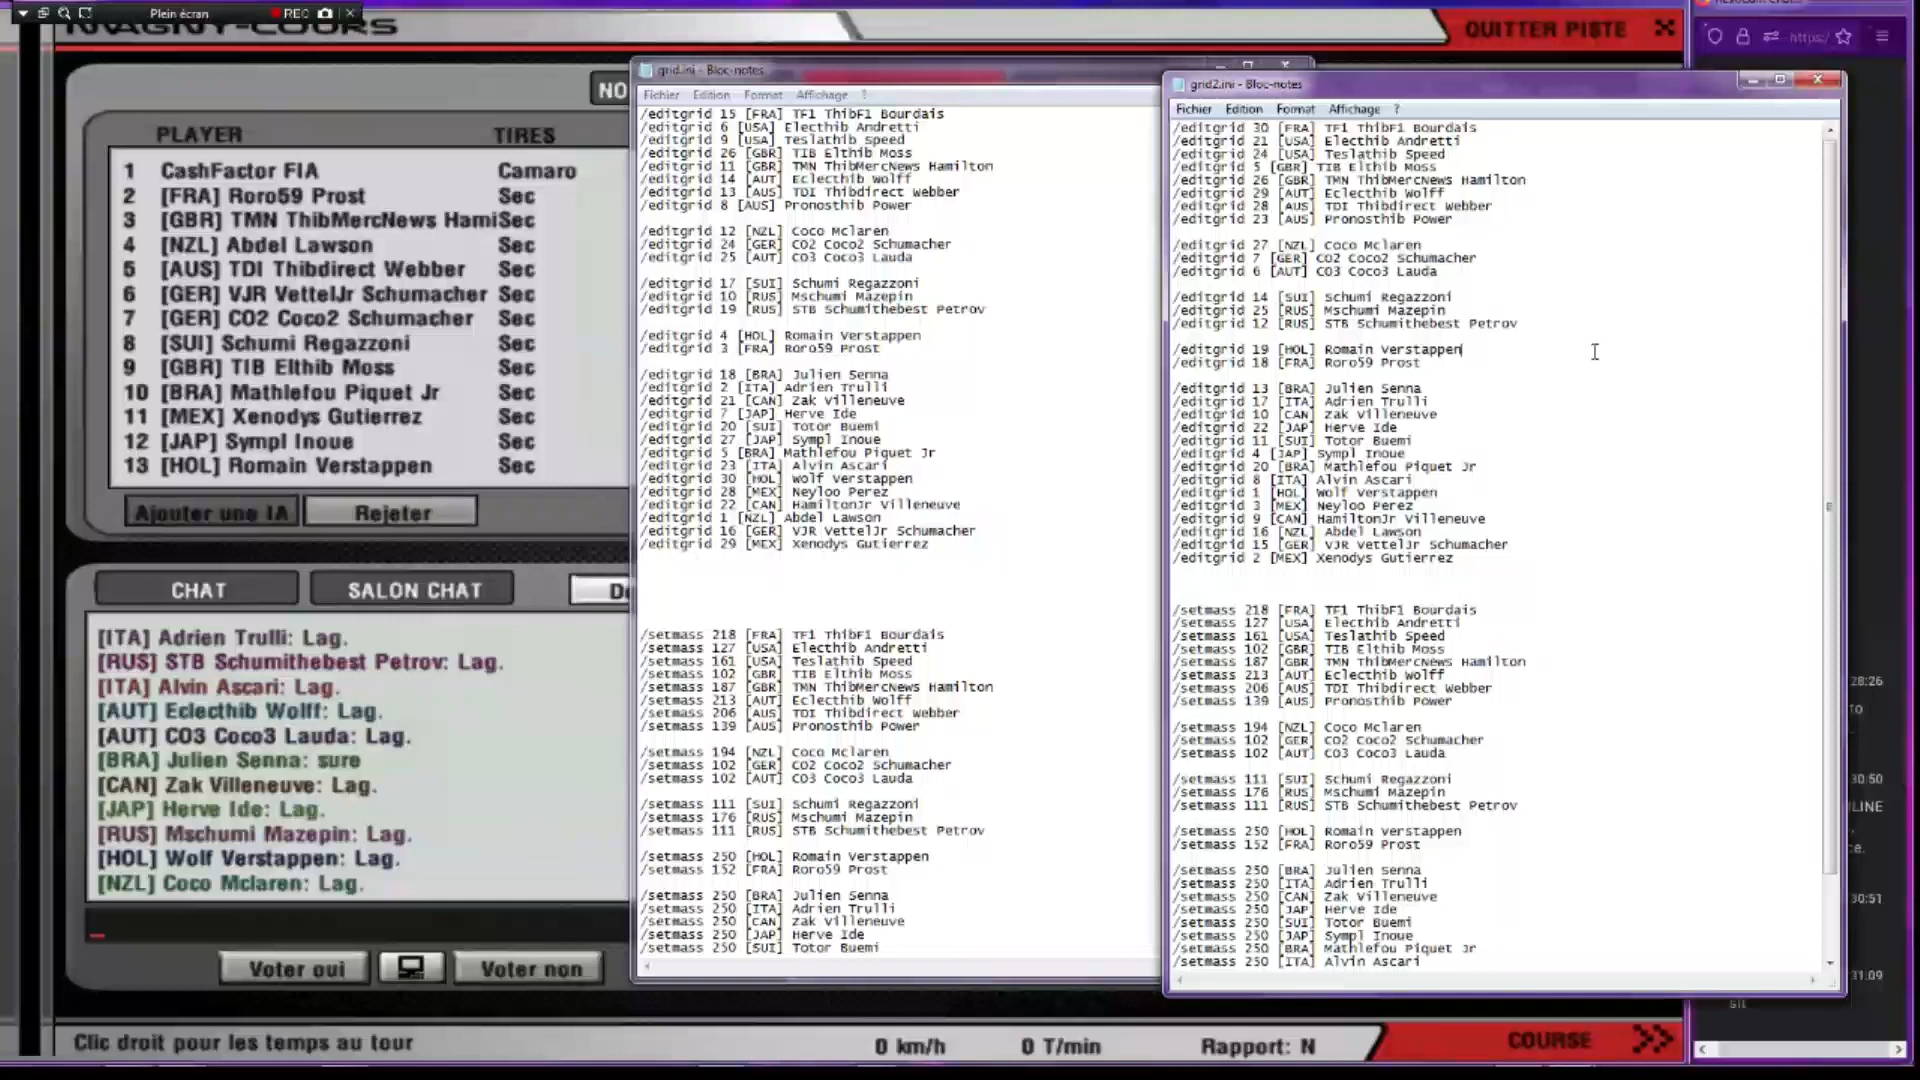 Plein écran
REC
MAGNY-COURS
QUITTER PISTE
https:/
NO
PLAYER TIRES
1 CashFactor FIA Camaro
2 [FRA] Roro59 Prost Sec
3 [GBR] TMN ThibMercNews Hami Sec
4 [NZL] Abdel Lawson Sec
5 [AUS] TDI Thibdirect Webber Sec
6 [GER] VJR VettelJr Schumacher Sec
7 [GER] CO2 Coco2 Schumacher Sec
8 [SUI] Schumi Regazzoni Sec
9 [GBR] TIB Elthib Moss Sec
10 [BRA] Mathlefou Piquet Jr Sec
11 [MEX] Xenodys Gutierrez Sec
12 [JAP] Sympl Inoue Sec
13 [HOL] Romain Verstappen Sec
Ajouter une IA
Rejeter
CHAT
SALON CHAT
[ITA] Adrien Trulli: Lag.
[RUS] STB Schumithebest Petrov: Lag.
[ITA] Alvin Ascari: Lag.
[AUT] Eclecthib Wolff: Lag.
[AUT] CO3 Coco3 Lauda: Lag.
[BRA] Julien Senna: sure
[CAN] Zak Villeneuve: Lag.
[JAP] Herve Ide: Lag.
[RUS] Mschumi Mazepin: Lag.
[HOL] Wolf Verstappen: Lag.
[NZL] Coco Mclaren: Lag.
Voter oui
Voter non
Clic droit pour les temps au tour
0 km/h
0 T/min
Rapport: N
COURSE
grid.ini - Bloc-notes
Fichier Edition Format Affichage ?
/editgrid 15 [FRA] TF1 ThibF1 Bourdais
/editgrid 6 [USA] Electhib Andretti
/editgrid 9 [USA] Teslathib Speed
/editgrid 26 [GBR] TIB Elthib Moss
/editgrid 11 [GBR] TMN ThibMercNews Hamilton
/editgrid 14 [AUT] Eclecthib Wolff
/editgrid 13 [AUS] TDI Thibdirect Webber
/editgrid 8 [AUS] Pronosthib Power
/editgrid 12 [NZL] Coco Mclaren
/editgrid 24 [GER] CO2 Coco2 Schumacher
/editgrid 25 [AUT] CO3 Coco3 Lauda
/editgrid 17 [SUI] Schumi Regazzoni
/editgrid 10 [RUS] Mschumi Mazepin
/editgrid 19 [RUS] STB Schumithebest Petrov
/editgrid 4 [HOL] Romain Verstappen
/editgrid 3 [FRA] Roro59 Prost
/editgrid 18 [BRA] Julien Senna
/editgrid 2 [ITA] Adrien Trulli
/editgrid 21 [CAN] Zak Villeneuve
/editgrid 7 [JAP] Herve Ide
/editgrid 20 [SUI] Totor Buemi
/editgrid 27 [JAP] Sympl Inoue
/editgrid 5 [BRA] Mathlefou Piquet Jr
/editgrid 23 [ITA] Alvin Ascari
/editgrid 30 [HOL] Wolf Verstappen
/editgrid 28 [MEX] Neyloo Perez
/editgrid 22 [CAN] HamiltonJr Villeneuve
/editgrid 1 [NZL] Abdel Lawson
/editgrid 16 [GER] VJR VettelJr Schumacher
/editgrid 29 [MEX] Xenodys Gutierrez
/setmass 218 [FRA] TF1 ThibF1 Bourdais
/setmass 127 [USA] Electhib Andretti
/setmass 161 [USA] Teslathib Speed
/setmass 102 [GBR] TIB Elthib Moss
/setmass 187 [GBR] TMN ThibMercNews Hamilton
/setmass 213 [AUT] Eclecthib Wolff
/setmass 206 [AUS] TDI Thibdirect Webber
/setmass 139 [AUS] Pronosthib Power
/setmass 194 [NZL] Coco Mclaren
/setmass 102 [GER] CO2 Coco2 Schumacher
/setmass 102 [AUT] CO3 Coco3 Lauda
/setmass 111 [SUI] Schumi Regazzoni
/setmass 176 [RUS] Mschumi Mazepin
/setmass 111 [RUS] STB Schumithebest Petrov
/setmass 250 [HOL] Romain Verstappen
/setmass 152 [FRA] Roro59 Prost
/setmass 250 [BRA] Julien Senna
/setmass 250 [ITA] Adrien Trulli
/setmass 250 [CAN] Zak Villeneuve
/setmass 250 [JAP] Herve Ide
/setmass 250 [SUI] Totor Buemi
grid2.ini - Bloc-notes
Fichier Edition Format Affichage ?
/editgrid 30 [FRA] TF1 ThibF1 Bourdais
/editgrid 21 [USA] Electhib Andretti
/editgrid 24 [USA] Teslathib Speed
/editgrid 5 [GBR] TIB Elthib Moss
/editgrid 26 [GBR] TMN ThibMercNews Hamilton
/editgrid 29 [AUT] Eclecthib Wolff
/editgrid 28 [AUS] TDI Thibdirect Webber
/editgrid 23 [AUS] Pronosthib Power
/editgrid 27 [NZL] Coco Mclaren
/editgrid 7 [GER] CO2 Coco2 Schumacher
/editgrid 6 [AUT] CO3 Coco3 Lauda
/editgrid 14 [SUI] Schumi Regazzoni
/editgrid 25 [RUS] Mschumi Mazepin
/editgrid 12 [RUS] STB Schumithebest Petrov
/editgrid 19 [HOL] Romain Verstappen
/editgrid 18 [FRA] Roro59 Prost
/editgrid 13 [BRA] Julien Senna
/editgrid 17 [ITA] Adrien Trulli
/editgrid 10 [CAN] Zak Villeneuve
/editgrid 22 [JAP] Herve Ide
/editgrid 11 [SUI] Totor Buemi
/editgrid 4 [JAP] Sympl Inoue
/editgrid 20 [BRA] Mathlefou Piquet Jr
/editgrid 8 [ITA] Alvin Ascari
/editgrid 1 [HOL] Wolf Verstappen
/editgrid 3 [MEX] Neyloo Perez
/editgrid 9 [CAN] HamiltonJr Villeneuve
/editgrid 16 [NZL] Abdel Lawson
/editgrid 15 [GER] VJR VettelJr Schumacher
/editgrid 2 [MEX] Xenodys Gutierrez
/setmass 218 [FRA] TF1 ThibF1 Bourdais
/setmass 127 [USA] Electhib Andretti
/setmass 161 [USA] Teslathib Speed
/setmass 102 [GBR] TIB Elthib Moss
/setmass 187 [GBR] TMN ThibMercNews Hamilton
/setmass 213 [AUT] Eclecthib Wolff
/setmass 206 [AUS] TDI Thibdirect Webber
/setmass 139 [AUS] Pronosthib Power
/setmass 194 [NZL] Coco Mclaren
/setmass 102 [GER] CO2 Coco2 Schumacher
/setmass 102 [AUT] CO3 Coco3 Lauda
/setmass 111 [SUI] Schumi Regazzoni
/setmass 176 [RUS] Mschumi Mazepin
/setmass 111 [RUS] STB Schumithebest Petrov
/setmass 250 [HOL] Romain Verstappen
/setmass 152 [FRA] Roro59 Prost
/setmass 250 [BRA] Julien Senna
/setmass 250 [ITA] Adrien Trulli
/setmass 250 [CAN] Zak Villeneuve
/setmass 250 [JAP] Herve Ide
/setmass 250 [SUI] Totor Buemi
/setmass 250 [JAP] Sympl Inoue
/setmass 250 [BRA] Mathlefou Piquet Jr
/setmass 250 [ITA] Alvin Ascari
28:26
30:50
30:51
31:09